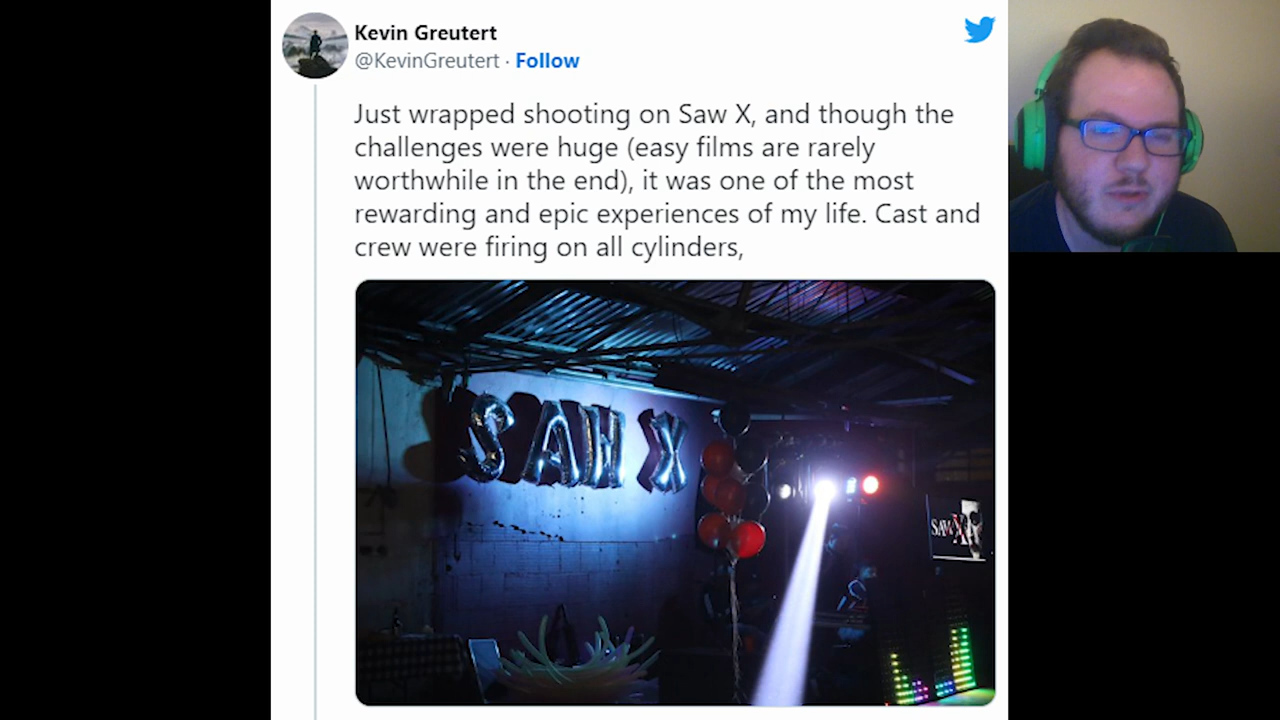 Kevin Greutert
@KevinGreutert · Follow
Just wrapped shooting on Saw X, and though the
challenges were huge (easy films are rarely
worthwhile in the end), it was one of the most
rewarding and epic experiences of my life. Cast and
crew were firing on all cylinders,
SAW X
SAW X